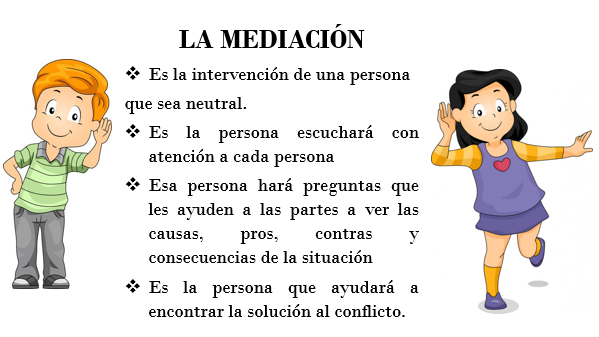 LA MEDIACIÓN
❖ Es la intervención de una persona
que sea neutral.
❖ Es la persona escuchará con
atención a cada persona
❖ Esa persona hará preguntas que
les ayuden a las partes a ver las
causas, pros, contras y
consecuencias de la situación
❖ Es la persona que ayudará a
encontrar la solución al conflicto.